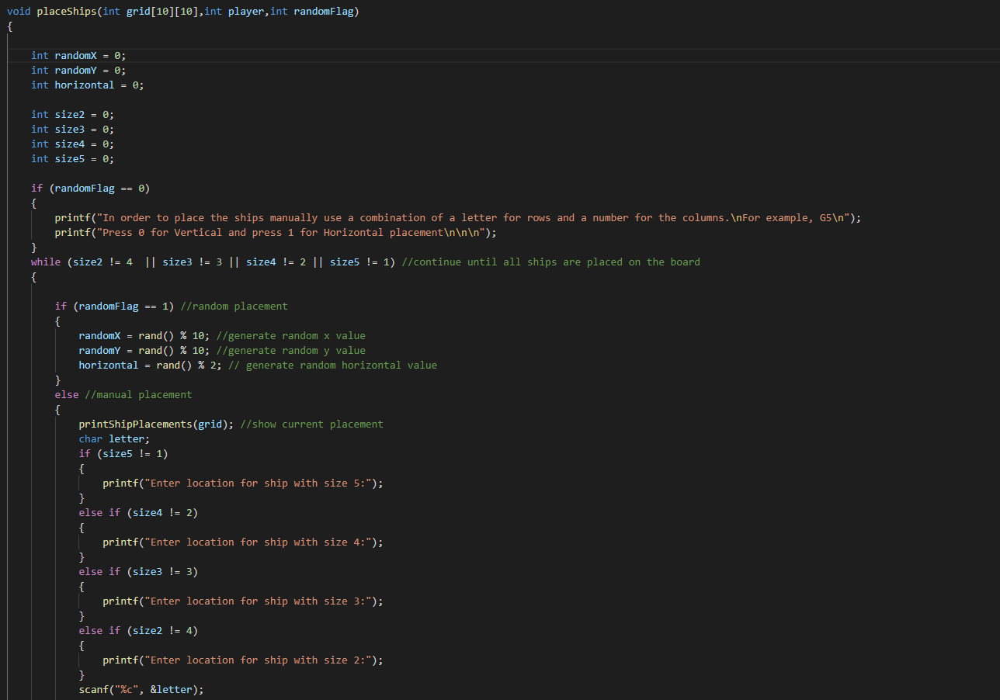 void placeShips(int grid[10][10],int player,int randomFlag)
{
int randomX = 0;
int randomY = 0;
int horizontal = 0;
int size2 = 0;
int size3 = 0;
int size4 = 0;
int size5 = 0;
if (randomFlag == 0)
{
printf("In order to place the ships manually use a combination of a letter for rows and a number for the columns.\nFor example, G5\n");
printf("Press 0 for Vertical and press 1 for Horizontal placement\n\n\n");
}
while (size2 != 4  || size3 != 3 || size4 != 2 || size5 != 1) //continue until all ships are placed on the board
{
if (randomFlag == 1) //random placement
{
randomX = rand() % 10; //generate random x value
randomY = rand() % 10; //generate random y value
horizontal = rand() % 2; // generate random horizontal value
}
else //manual placement
{
printShipPlacements(grid); //show current placement
char letter;
if (size5 != 1)
{
printf("Enter location for ship with size 5:");
}
else if (size4 != 2)
{
printf("Enter location for ship with size 4:");
}
else if (size3 != 3)
{
printf("Enter location for ship with size 3:");
}
else if (size2 != 4)
{
printf("Enter location for ship with size 2:");
}
scanf("%c", &letter);